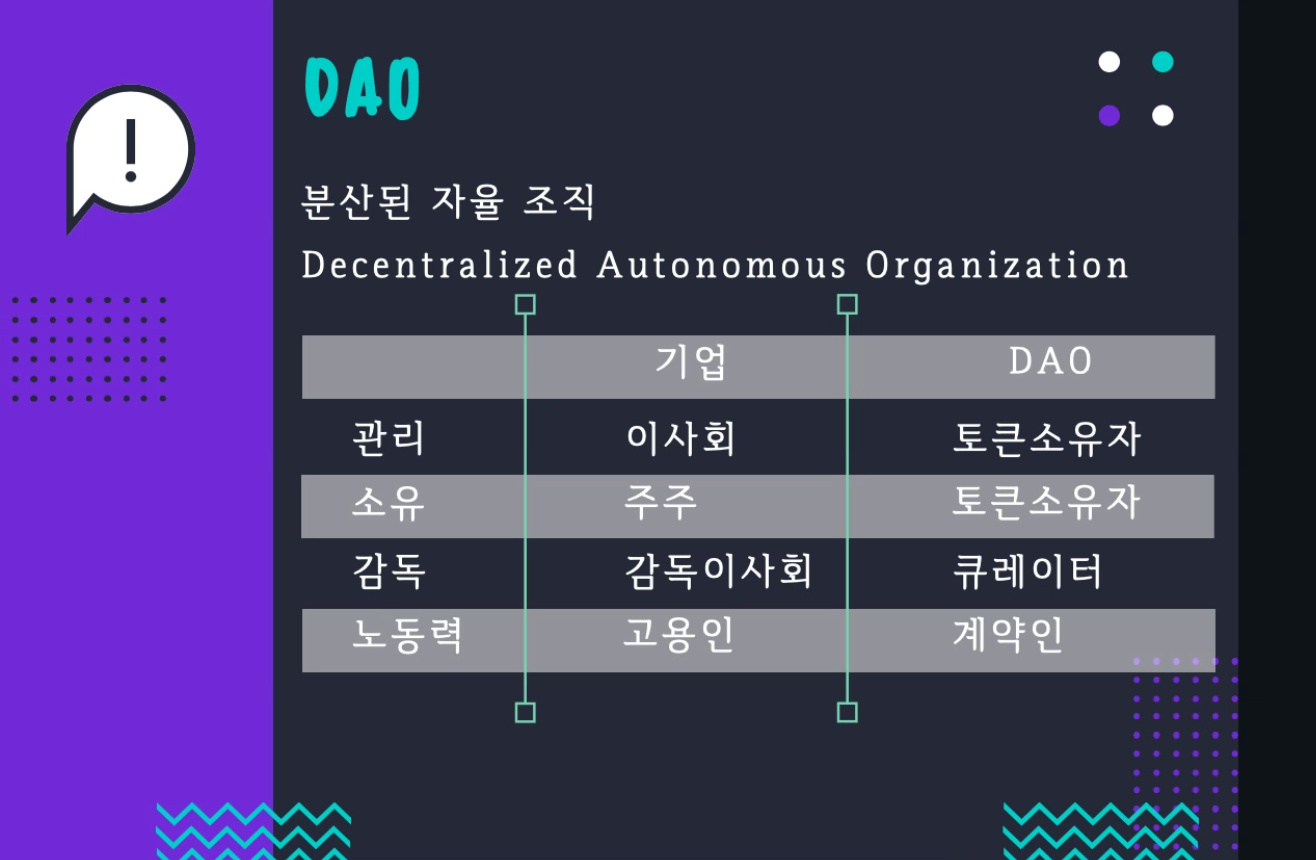 !
DAO
분산된 자율 조직
Decentralized Autonomous Organization
기업 DAO
관리 이사회 토큰소유자
소유 주주 토큰소유자
감독 감독이사회 큐레이터
노동력 고용인 계약인